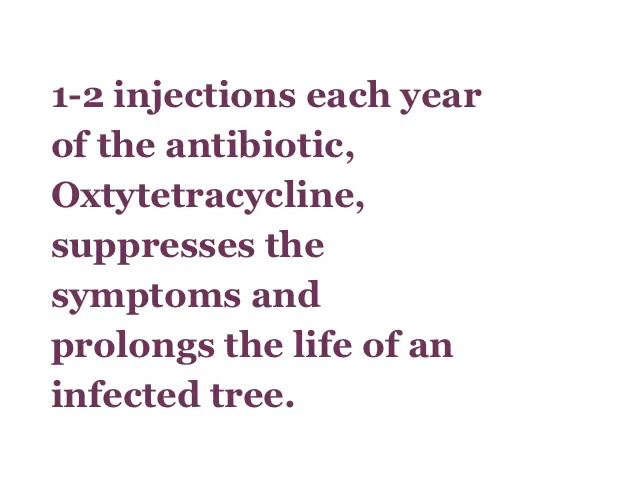 1-2 injections each year
of the antibiotic,
Oxtytetracycline,
suppresses the
symptoms and
prolongs the life of an
infected tree.